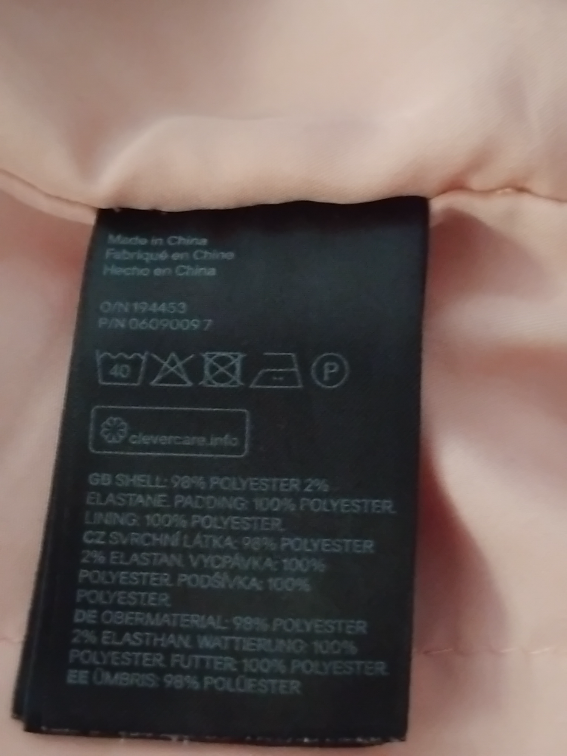 Made in China
Fabriqué en Chine
Hecho en China
O/N 194453
P/N 06090097
40
P
clevercare.info
GB SHELL: 98% POLYESTER 2%
ELASTANE. PADDING: 100% POLYESTER.
LINING: 100% POLYESTER.
CZ SVRCHNÍ LÁTKA: 98% POLYESTER
2% ELASTAN. VYCPÁVKA: 100%
POLYESTER. PODŠÍVKA: 100%
POLYESTER.
DE OBERMATERIAL: 98% POLYESTER
2% ELASTHAN. WATTIERUNG: 100%
POLYESTER. FUTTER: 100% POLYESTER.
EE ÜMBRIS: 98% POLÜESTER